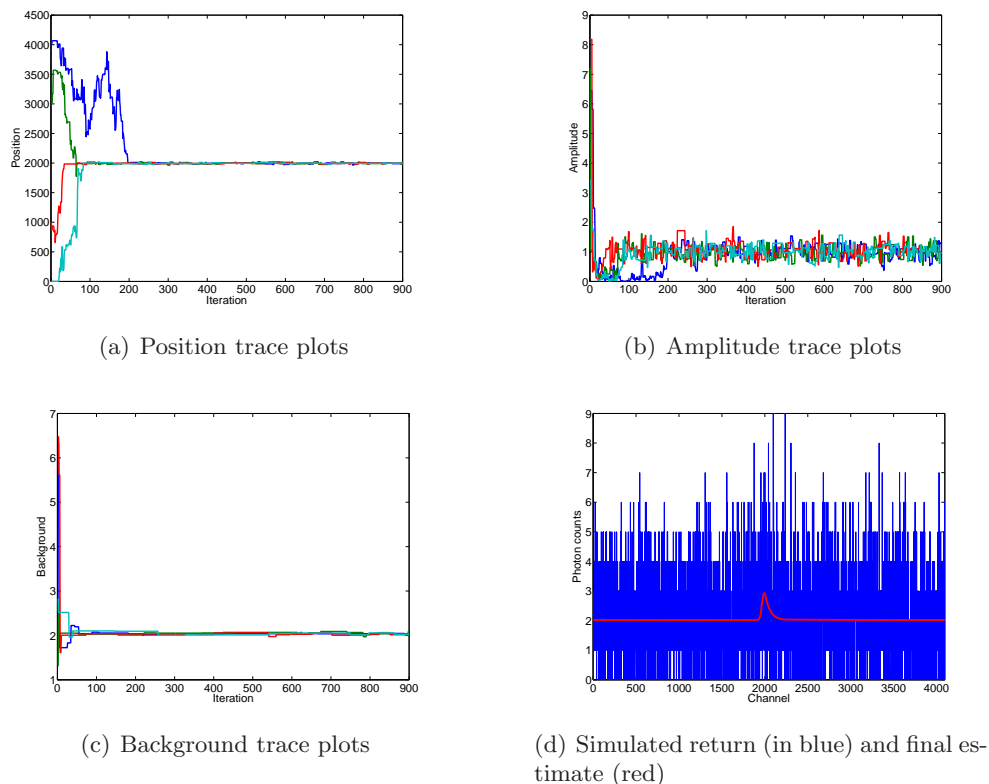 4500
4000
3500
3000
2500
2000
1500
1000
500
0
Position
0 100 200 300 400 500 600 700 800 900
Iteration
(a) Position trace plots
9
8
7
6
5
4
3
2
1
0
Amplitude
0 100 200 300 400 500 600 700 800 900
Iteration
(b) Amplitude trace plots
7
6
5
4
3
2
1
Background
0 100 200 300 400 500 600 700 800 900
Iteration
(c) Background trace plots
9
8
7
6
5
4
3
2
1
0
Photon counts
0 500 1000 1500 2000 2500 3000 3500 4000
Channel
(d) Simulated return (in blue) and final es-
timate (red)